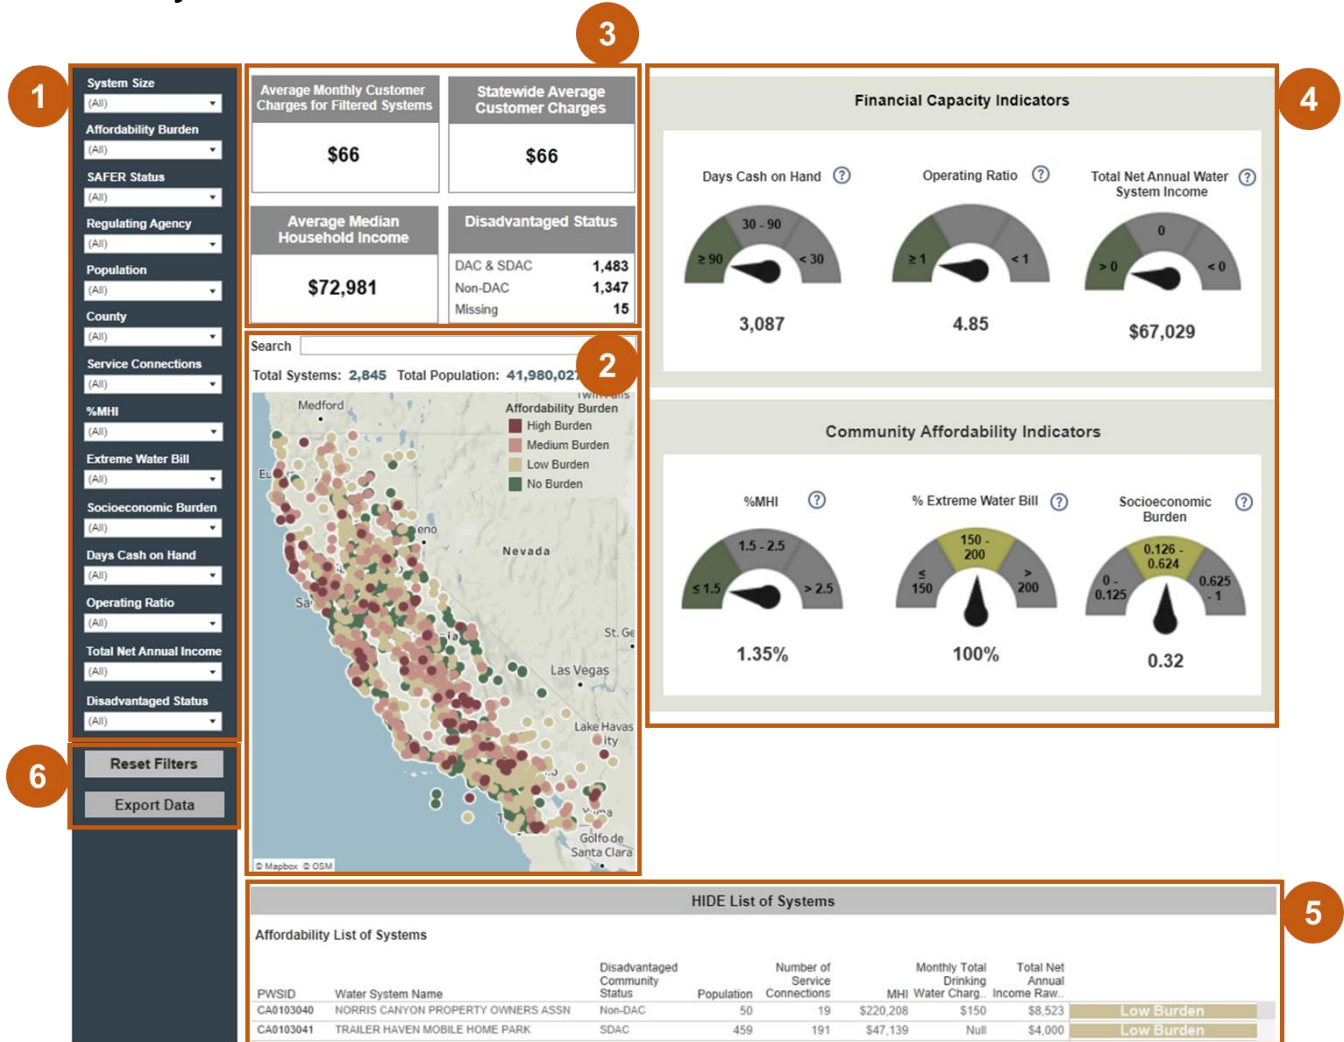 1
System Size
(All)
Affordability Burden
(All)
SAFER Status
(All)
Regulating Agency
(All)
Population
(All)
County
(All)
Service Connections
(All)
%MHI
(All)
Extreme Water Bill
(All)
Socioeconomic Burden
(All)
Days Cash on Hand
(All)
Operating Ratio
(All)
Total Net Annual Income
(All)
Disadvantaged Status
(All)
6
Reset Filters
Export Data
3
Average Monthly Customer
Charges for Filtered Systems
$66
Statewide Average
Customer Charges
$66
Average Median
Household Income
$72,981
Disadvantaged Status
DAC & SDAC 1,483
Non-DAC 1,347
Missing 15
Search
2
Total Systems: 2,845 Total Population: 41,980,027
Medford
Affordability Burden
High Burden
Medium Burden
Low Burden
No Burden
Nevada
St. Ge
Las Vegas
Lake Havas
ity
Golfo de
Santa Clara
© Mapbox © OSM
4
Financial Capacity Indicators
Days Cash on Hand ?
30 - 90
≥ 90
< 30
3,087
Operating Ratio ?
≥ 1
< 1
4.85
Total Net Annual Water
System Income ?
0
> 0
< 0
$67,029
Community Affordability Indicators
%MHI ?
1.5 - 2.5
≤ 1.5
> 2.5
1.35%
% Extreme Water Bill ?
150 -
200
≤
150
>
200
100%
Socioeconomic
Burden ?
0.126 -
0.624
0 -
0.125
0.625
- 1
0.32
5
HIDE List of Systems
Affordability List of Systems
PWSID Water System Name Disadvantaged Community Status Population Number of Service Connections MHI Monthly Total Drinking Water Charg.. Total Net Annual Income Raw..
CA0103040 NORRIS CANYON PROPERTY OWNERS ASSN Non-DAC 50 19 $220,208 $150 $8,523 Low Burden
CA0103041 TRAILER HAVEN MOBILE HOME PARK SDAC 459 191 $47,139 Null $4,000 Low Burden